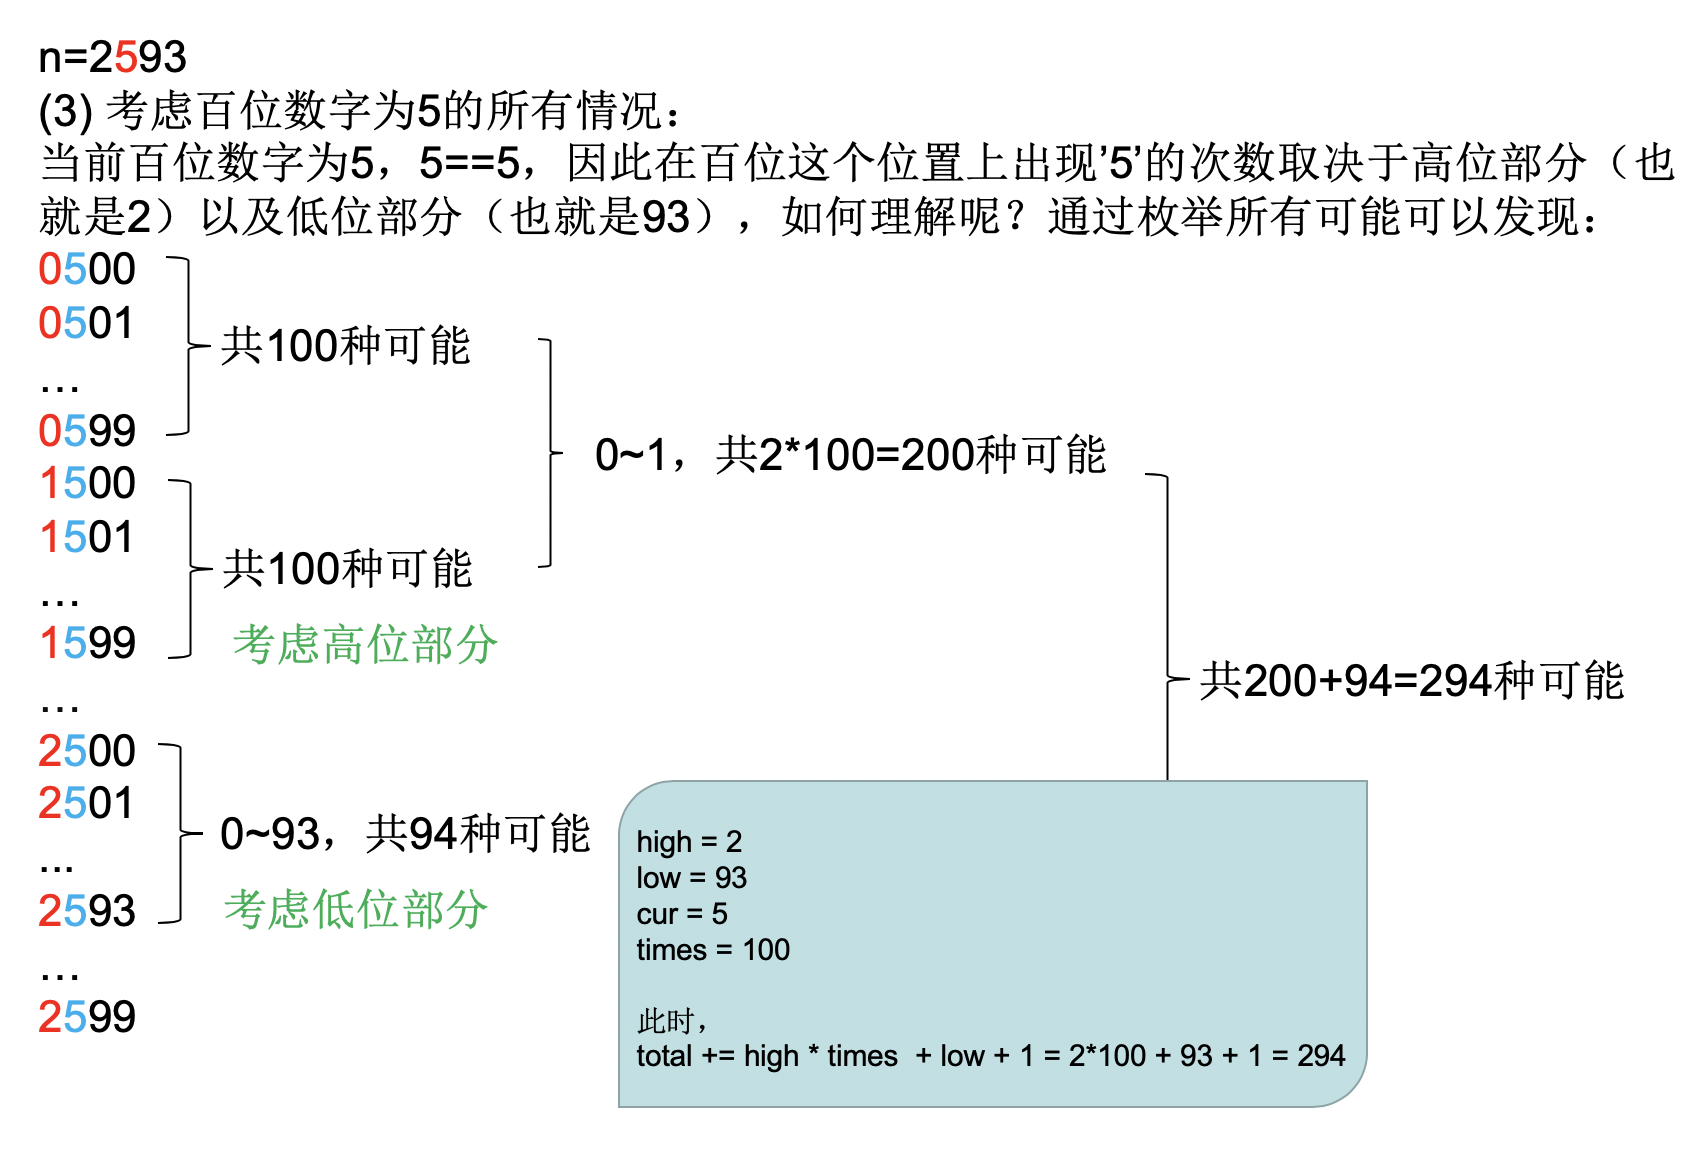 n=2593
(3) 考虑百位数字为5的所有情况：
当前百位数字为5，5==5，因此在百位这个位置上出现’5’的次数取决于高位部分（也
就是2）以及低位部分（也就是93），如何理解呢？通过枚举所有可能可以发现：
0500
0501
…
0599
共100种可能
1500
1501
…
1599
共100种可能
考虑高位部分
0~1，共2*100=200种可能
…
2500
2501
...
2593
0~93，共94种可能
考虑低位部分
…
2599
共200+94=294种可能
high = 2
low = 93
cur = 5
times = 100
此时，
total += high * times  + low + 1 = 2*100 + 93 + 1 = 294